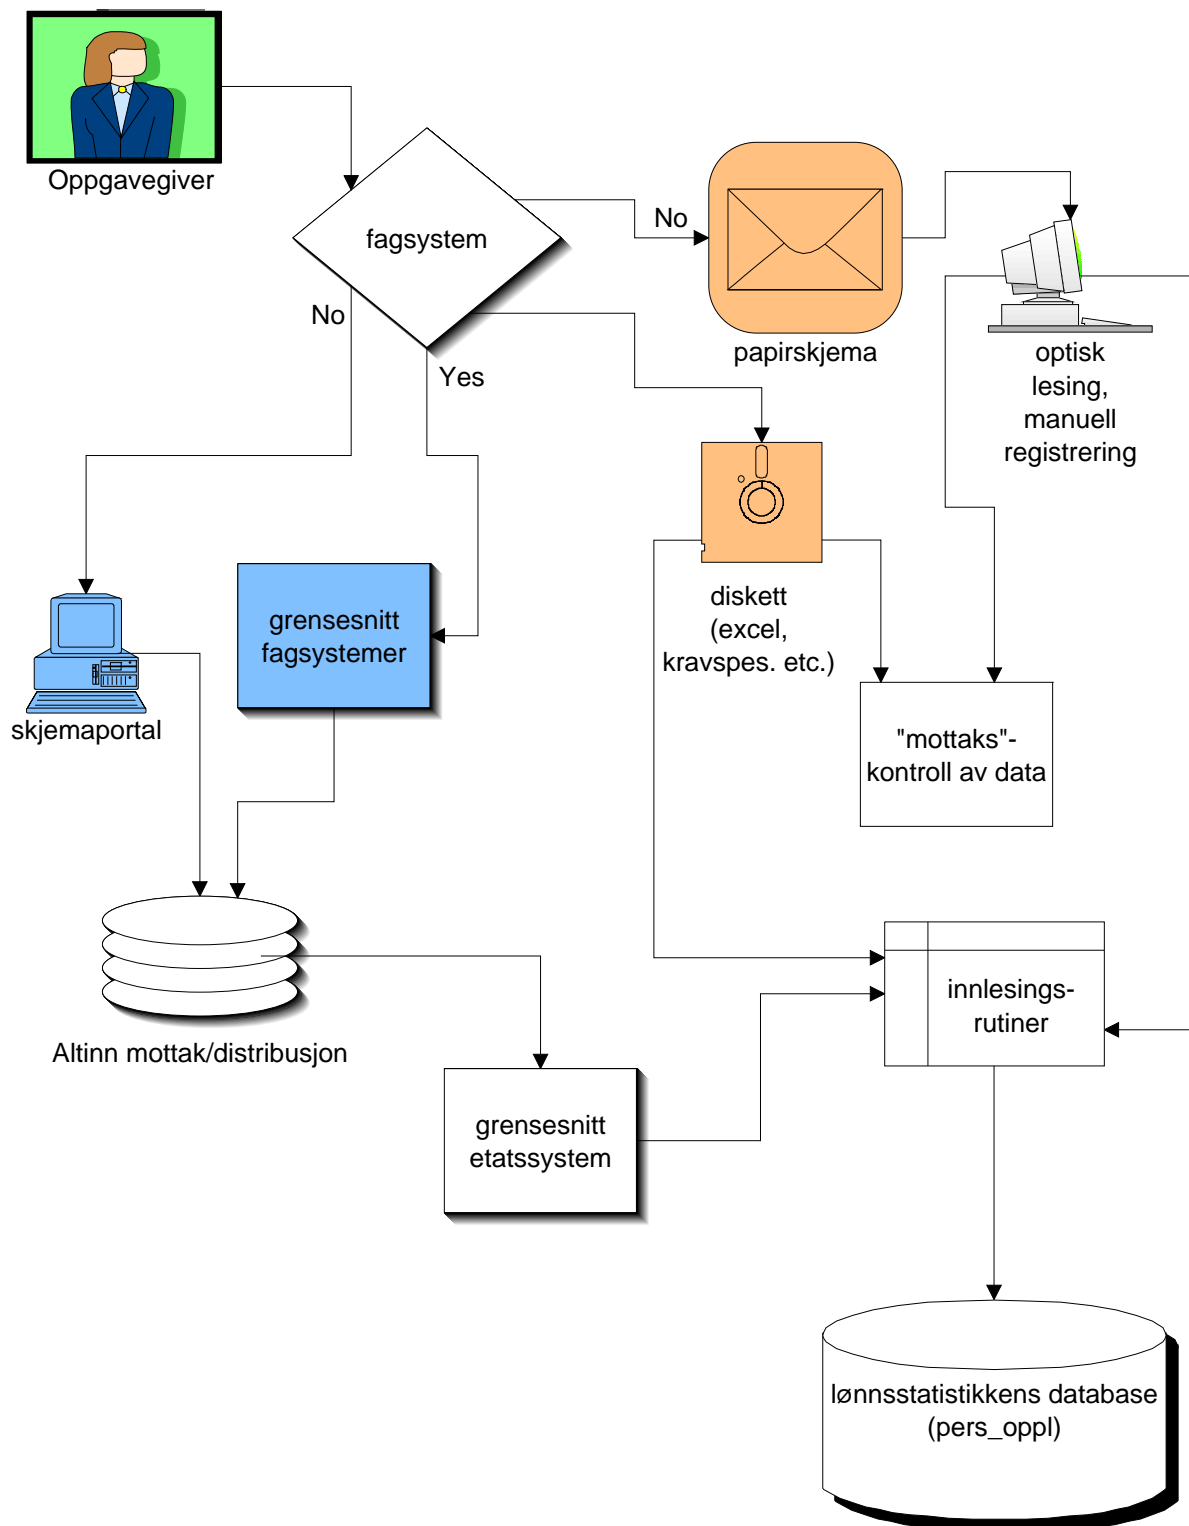 Oppgavegiver
fagsystem
No
papirskjema
No
Yes
optisk
lesing,
manuell
registrering
diskett
(excel,
kravspes. etc.)
grensesnitt
fagsystemer
skjemaportal
"mottaks"-
kontroll av data
innlesings-
rutiner
Altinn mottak/distribusjon
grensesnitt
etatssystem
lønnsstatistikkens database
(pers_oppl)